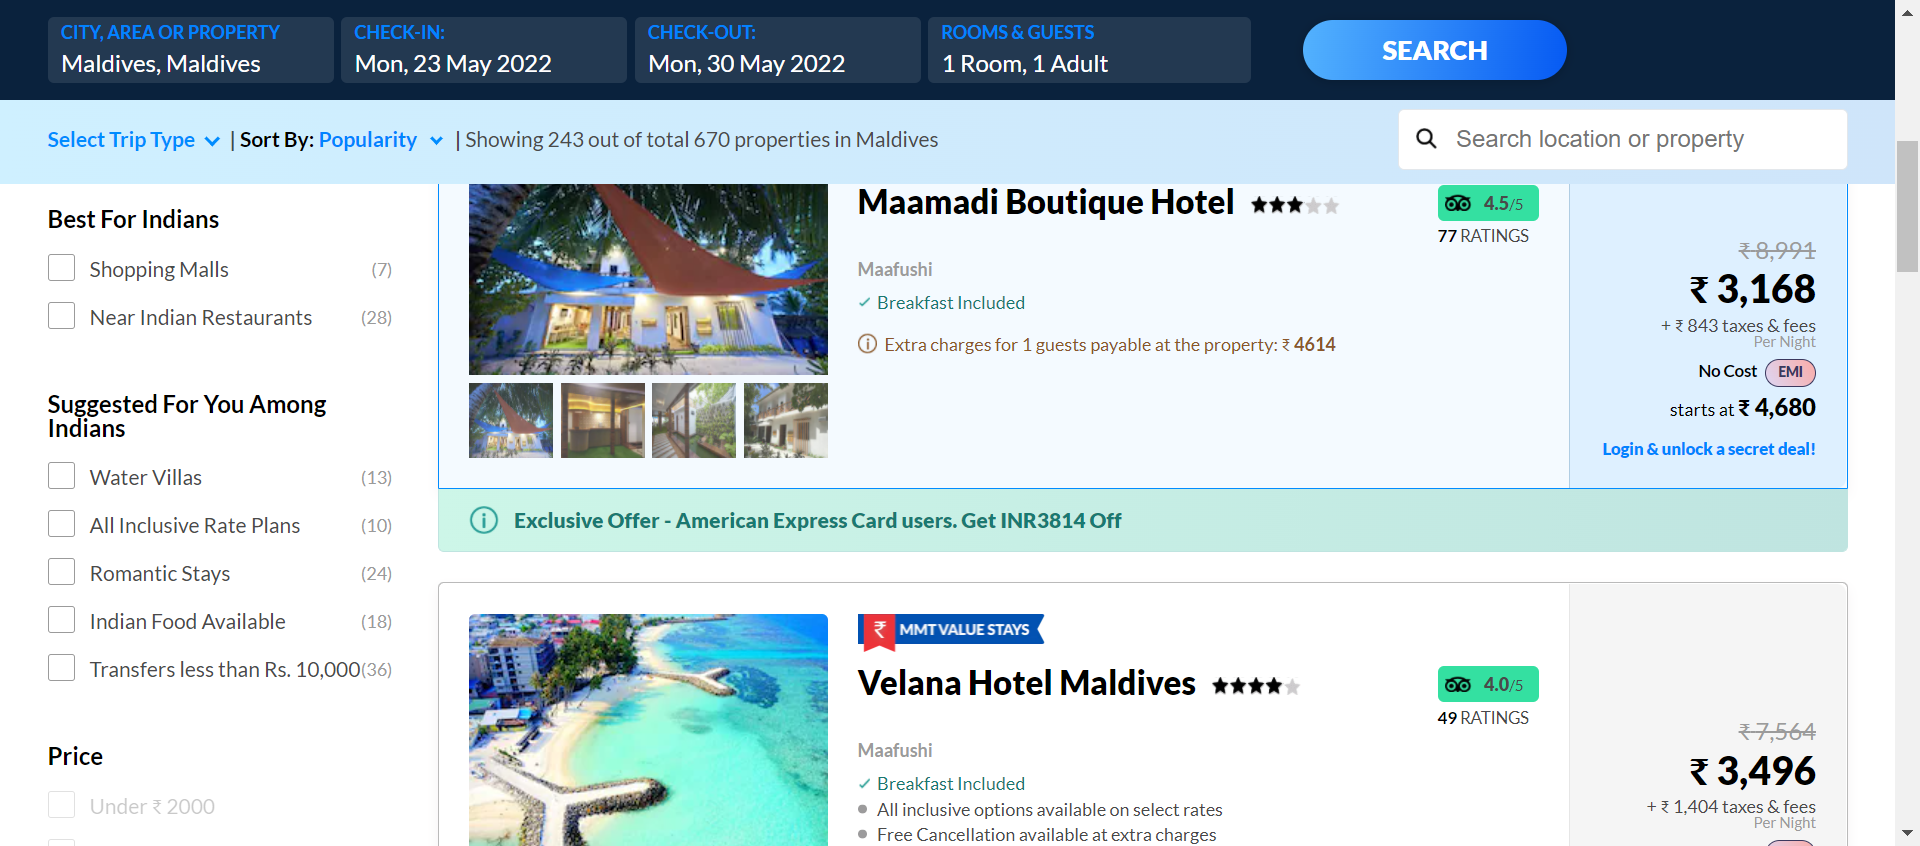 CITY, AREA OR PROPERTY
Maldives, Maldives
CHECK-IN:
Mon, 23 May 2022
CHECK-OUT:
Mon, 30 May 2022
ROOMS & GUESTS
1 Room, 1 Adult
SEARCH
Select Trip Type | Sort By: Popularity | Showing 243 out of total 670 properties in Maldives
Search location or property
Best For Indians
Shopping Malls (7)
Near Indian Restaurants (28)
Suggested For You Among
Indians
Water Villas (13)
All Inclusive Rate Plans (10)
Romantic Stays (24)
Indian Food Available (18)
Transfers less than Rs. 10,000 (36)
Price
Under ₹ 2000
Maamadi Boutique Hotel
4.5/5
77 RATINGS
Maafushi
Breakfast Included
Extra charges for 1 guests payable at the property: ₹ 4614
₹ 8,991
₹ 3,168
+ ₹ 843 taxes & fees
Per Night
No Cost EMI
starts at ₹ 4,680
Login & unlock a secret deal!
Exclusive Offer - American Express Card users. Get INR3814 Off
₹ MMT VALUE STAYS
Velana Hotel Maldives
4.0/5
49 RATINGS
Maafushi
Breakfast Included
All inclusive options available on select rates
Free Cancellation available at extra charges
₹ 7,564
₹ 3,496
+ ₹ 1,404 taxes & fees
Per Night